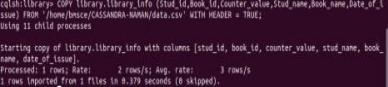 cqlsh:library> COPY library.library_info (Stud_id,Book_id,Counter_value,Stud_name,Book_name,Date_of_i
ssue) FROM '/home/bmsce/CASSANDRA-NAMAN/data.csv' WITH HEADER = TRUE;
Using 11 child processes
Starting copy of library.library_info with columns [stud_id, book_id, counter_value, stud_name, book_
name, date_of_issue].
Processed: 1 rows; Rate: 2 rows/s; Avg. rate: 3 rows/s
1 rows imported from 1 files in 0.379 seconds (0 skipped).